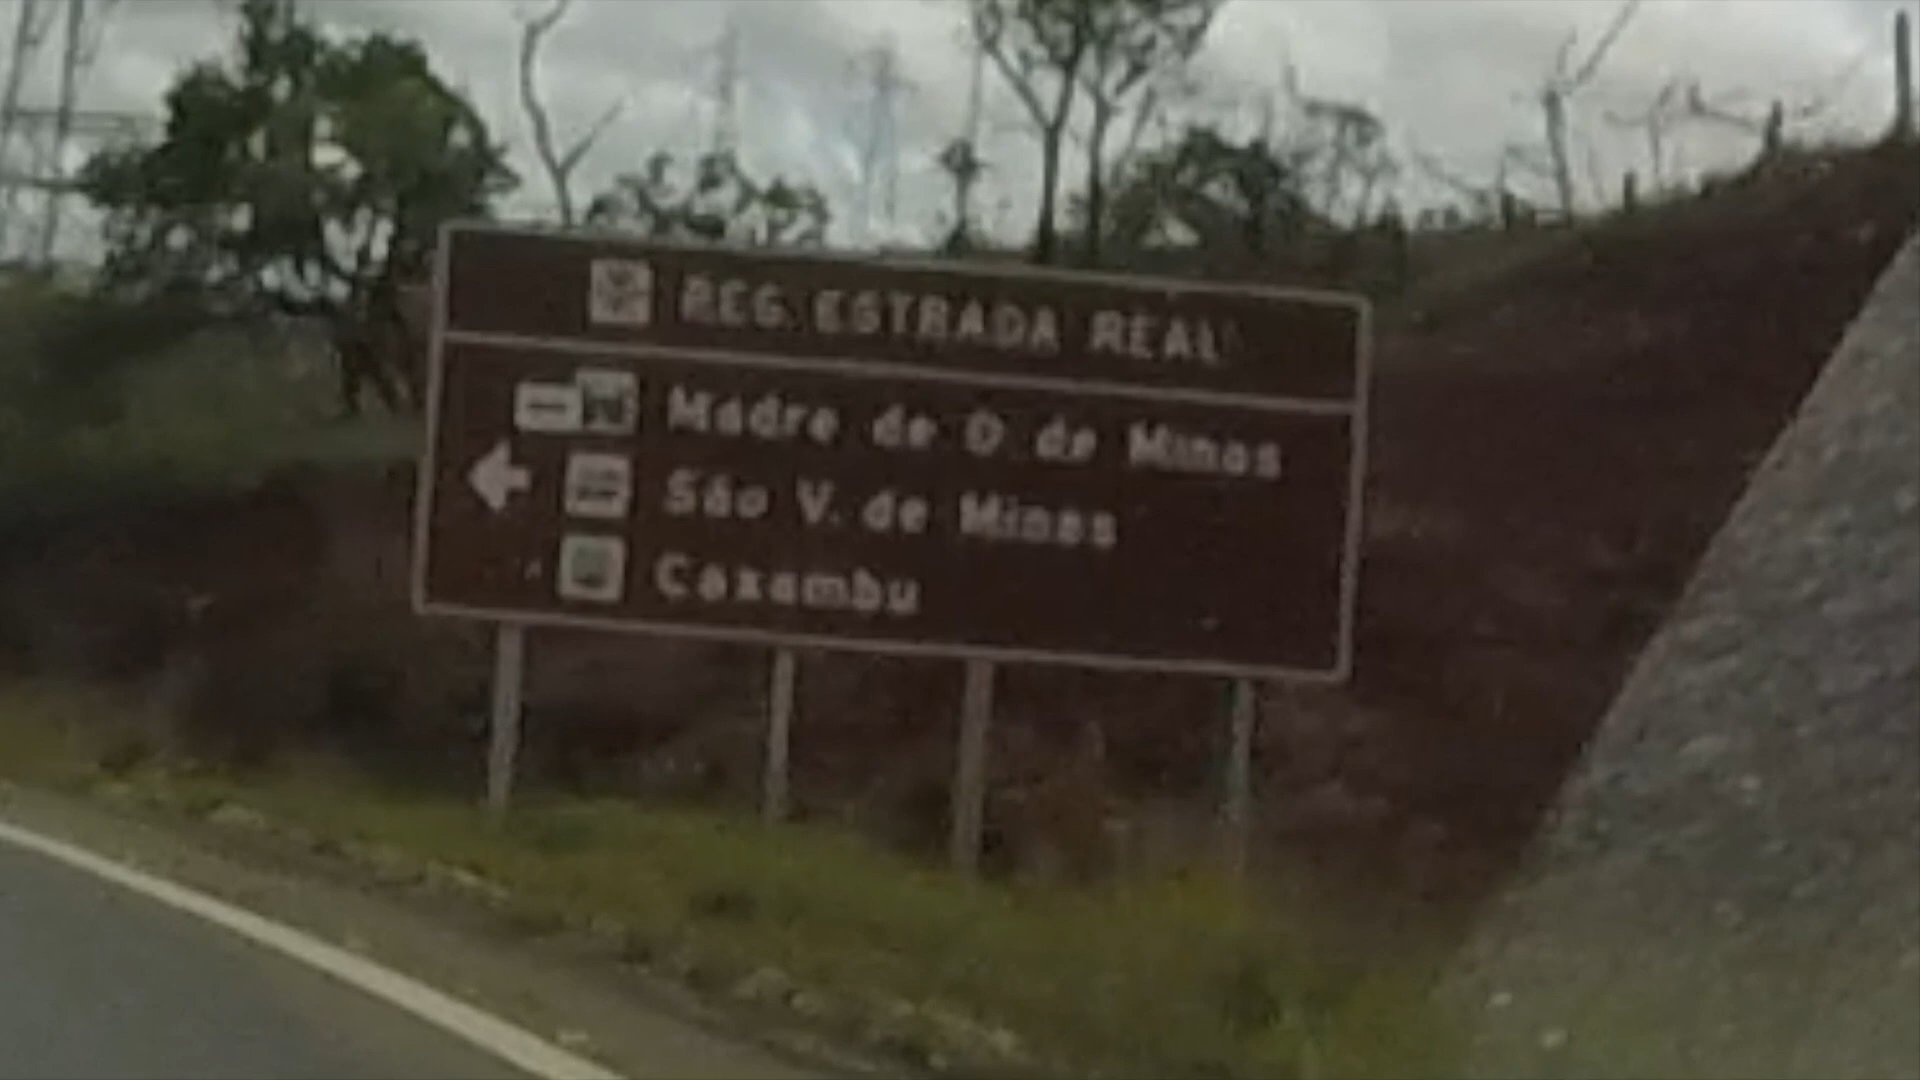 REG. ESTRADA REAL
Madre de D. de Minas
São V. de Minas
Caxambu